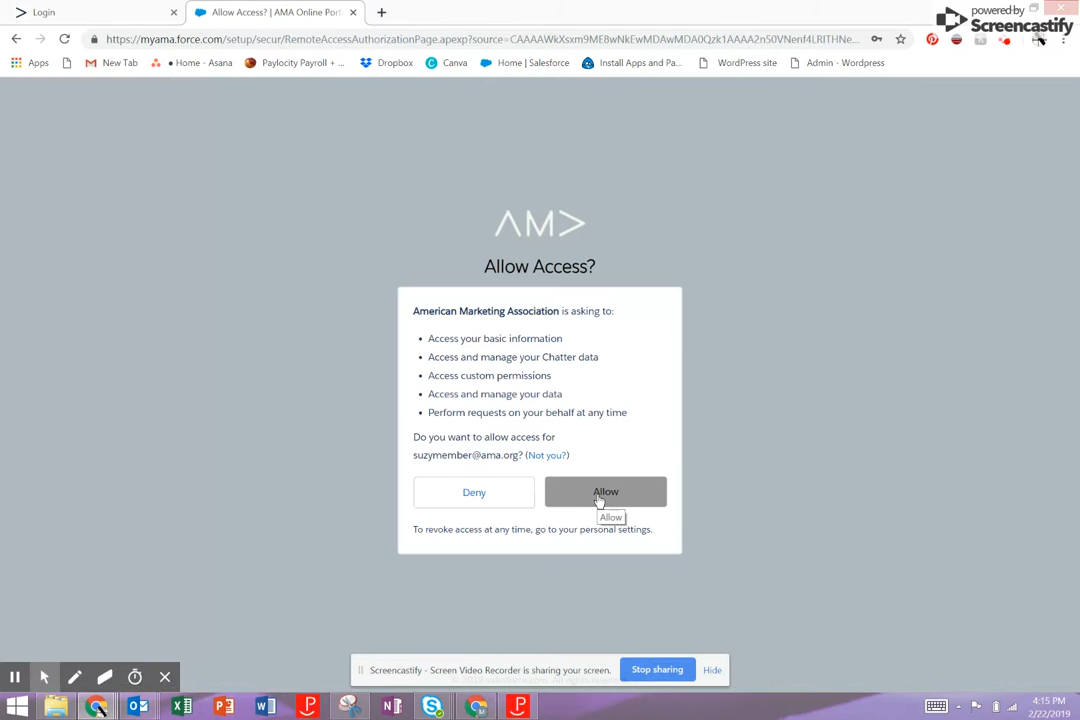 Login
Allow Access? | AMA Online Port
powered by
Screencastify
https://myama.force.com/setup/secur/RemoteAccessAuthorizationPage.apexp?source=CAAAAWkXsxm9ME8wNkEwMDAwMDA0Qzk1AAAA2n50VNenf4LRITHNe...
Apps
New Tab
• Home - Asana
Paylocity Payroll + ...
Dropbox
Canva
Home | Salesforce
Install Apps and Pa...
WordPress site
Admin - Wordpress
AMA
Allow Access?
American Marketing Association is asking to:
• Access your basic information
• Access and manage your Chatter data
• Access custom permissions
• Access and manage your data
• Perform requests on your behalf at any time
Do you want to allow access for
suzymember@ama.org? (Not you?)
Deny
Allow
Allow
To revoke access at any time, go to your personal settings.
Screencastify - Screen Video Recorder is sharing your screen.
Stop sharing
Hide
4:15 PM
2/22/2019